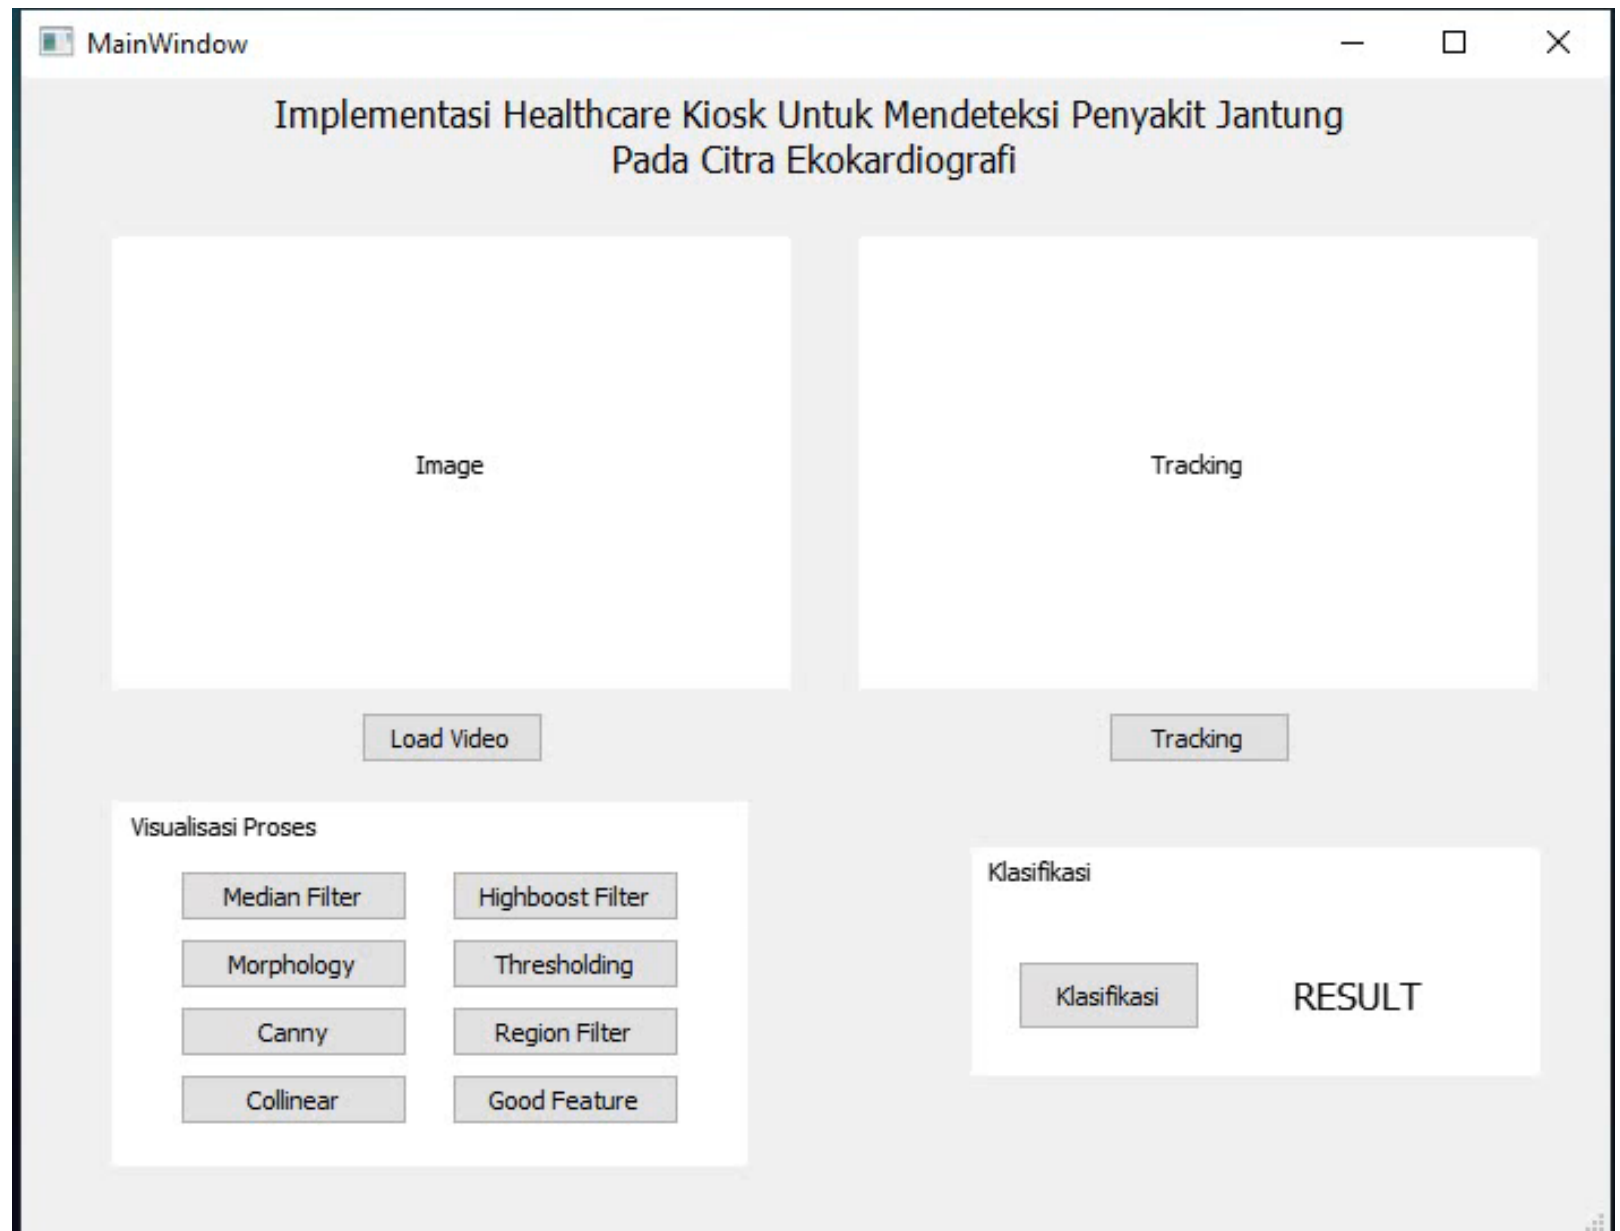 MainWindow
Implementasi Healthcare Kiosk Untuk Mendeteksi Penyakit Jantung
Pada Citra Ekokardiografi
Image
Tracking
Load Video
Tracking
Visualisasi Proses
Median Filter
Highboost Filter
Morphology
Thresholding
Canny
Region Filter
Collinear
Good Feature
Klasifikasi
Klasifikasi
RESULT